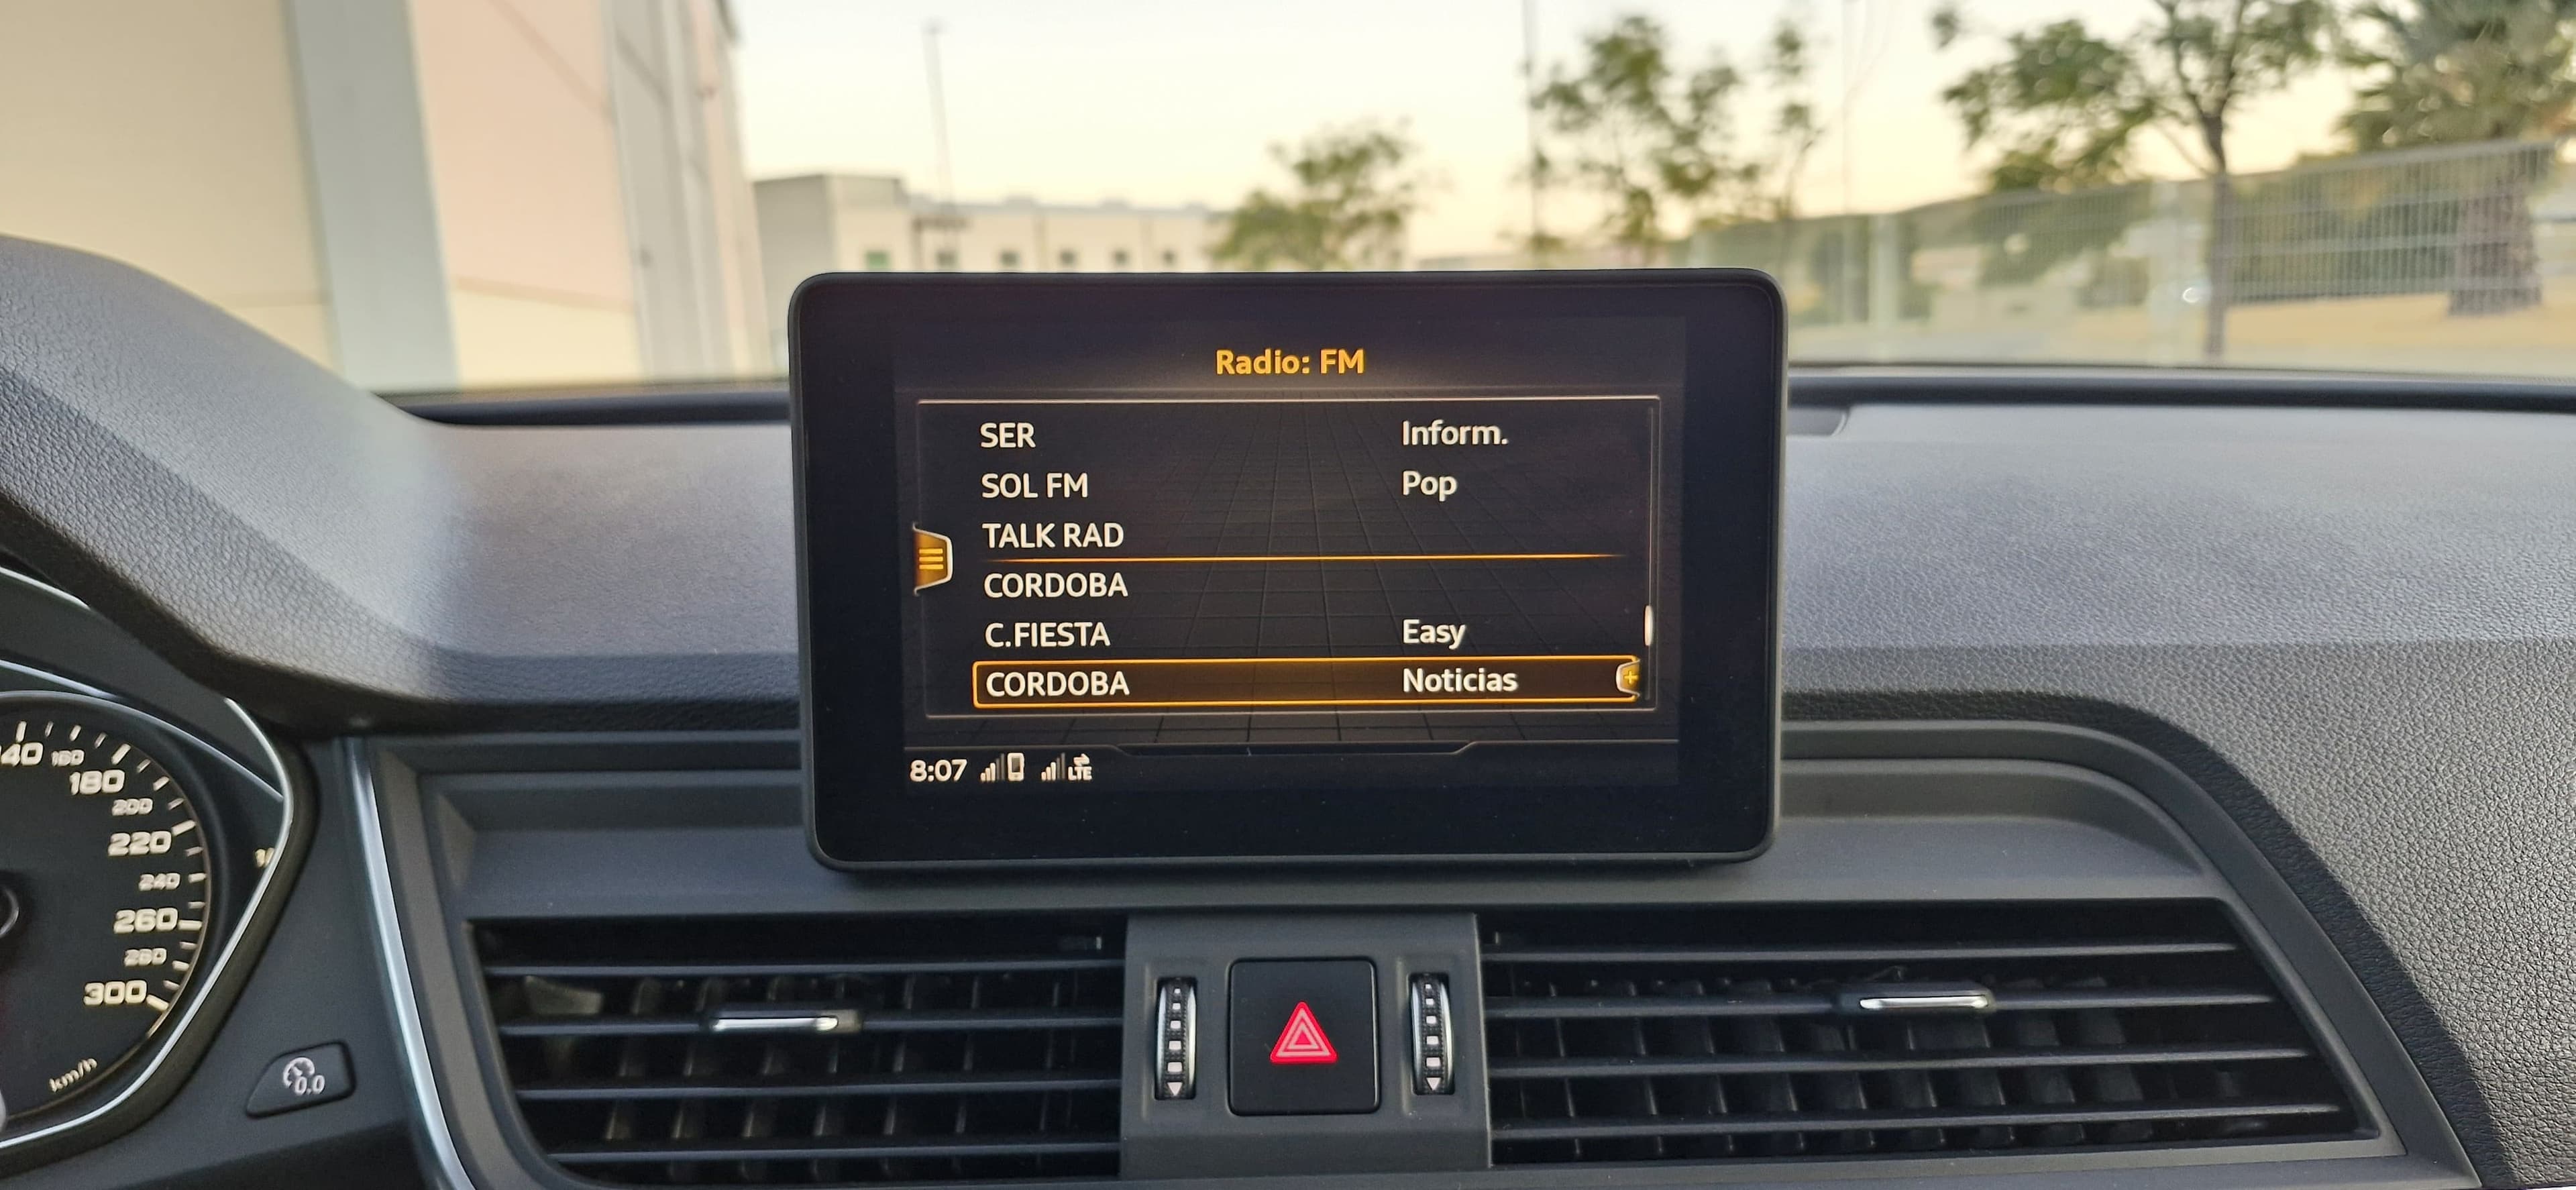 Radio: FM
SER Inform.
SOL FM Pop
TALK RAD
CORDOBA
C.FIESTA Easy
CORDOBA Noticias
8:07 LTE
180
200
220
240
260
280
300
km/h
0.0